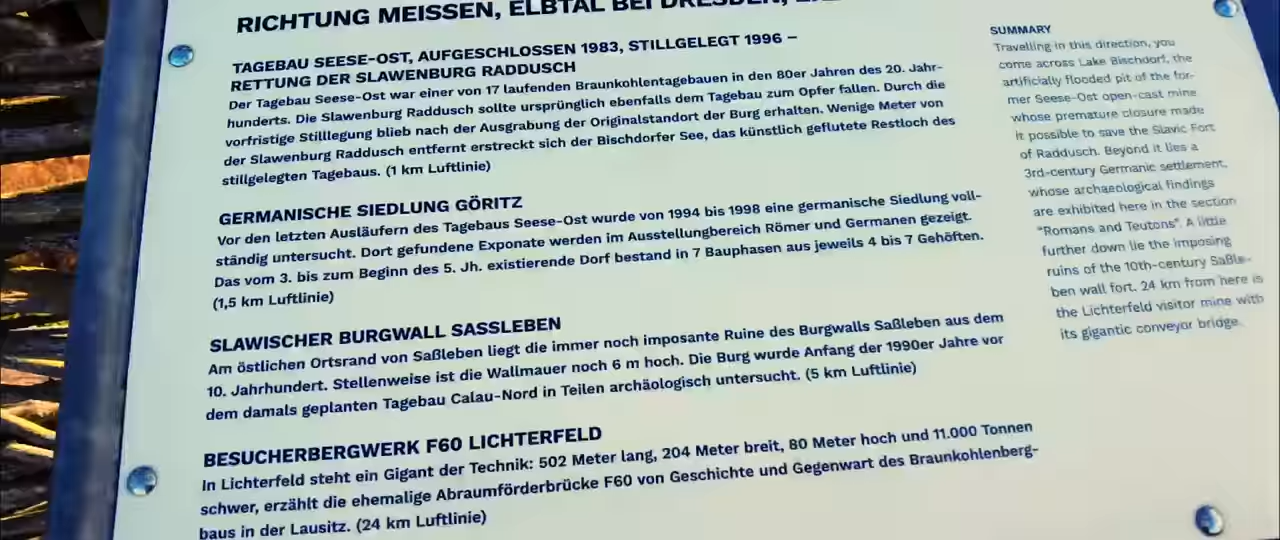 RICHTUNG MEISSEN, ELBTAL BEI DRESDEN,
TAGEBAU SEESE-OST, AUFGESCHLOSSEN 1983, STILLGELEGT 1996 –
RETTUNG DER SLAWENBURG RADDUSCH
Der Tagebau Seese-Ost war einer von 17 laufenden Braunkohlentagebauen in den 80er Jahren des 20. Jahr-
hunderts. Die Slawenburg Raddusch sollte ursprünglich ebenfalls dem Tagebau zum Opfer fallen. Durch die
vorfristige Stilllegung blieb nach der Ausgrabung der Originalstandort der Burg erhalten. Wenige Meter von
der Slawenburg Raddusch entfernt erstreckt sich der Bischdorfer See, das künstlich geflutete Restloch des
stillgelegten Tagebaus. (1 km Luftlinie)
GERMANISCHE SIEDLUNG GÖRITZ
Vor den letzten Ausläufern des Tagebaus Seese-Ost wurde von 1994 bis 1998 eine germanische Siedlung voll-
ständig untersucht. Dort gefundene Exponate werden im Ausstellungbereich Römer und Germanen gezeigt.
Das vom 3. bis zum Beginn des 5. Jh. existierende Dorf bestand in 7 Bauphasen aus jeweils 4 bis 7 Gehöften.
(1,5 km Luftlinie)
SLAWISCHER BURGWALL SASSLEBEN
Am östlichen Ortsrand von Saßleben liegt die immer noch imposante Ruine des Burgwalls Saßleben aus dem
10. Jahrhundert. Stellenweise ist die Wallmauer noch 6 m hoch. Die Burg wurde Anfang der 1990er Jahre vor
dem damals geplanten Tagebau Calau-Nord in Teilen archäologisch untersucht. (5 km Luftlinie)
BESUCHERBERGWERK F60 LICHTERFELD
In Lichterfeld steht ein Gigant der Technik: 502 Meter lang, 204 Meter breit, 80 Meter hoch und 11.000 Tonnen
schwer, erzählt die ehemalige Abraumförderbrücke F60 von Geschichte und Gegenwart des Braunkohlenberg-
baus in der Lausitz. (24 km Luftlinie)
SUMMARY
Travelling in this direction, you
come across Lake Bischdorf, the
artificially flooded pit of the for-
mer Seese-Ost open-cast mine
whose premature closure made
it possible to save the Slavic Fort
of Raddusch. Beyond it lies a
3rd-century Germanic settlement,
whose archaeological findings
are exhibited here in the section
"Romans and Teutons". A little
further down lie the imposing
ruins of the 10th-century Saßle-
ben wall fort. 24 km from here is
the Lichterfeld visitor mine with
its gigantic conveyor bridge.